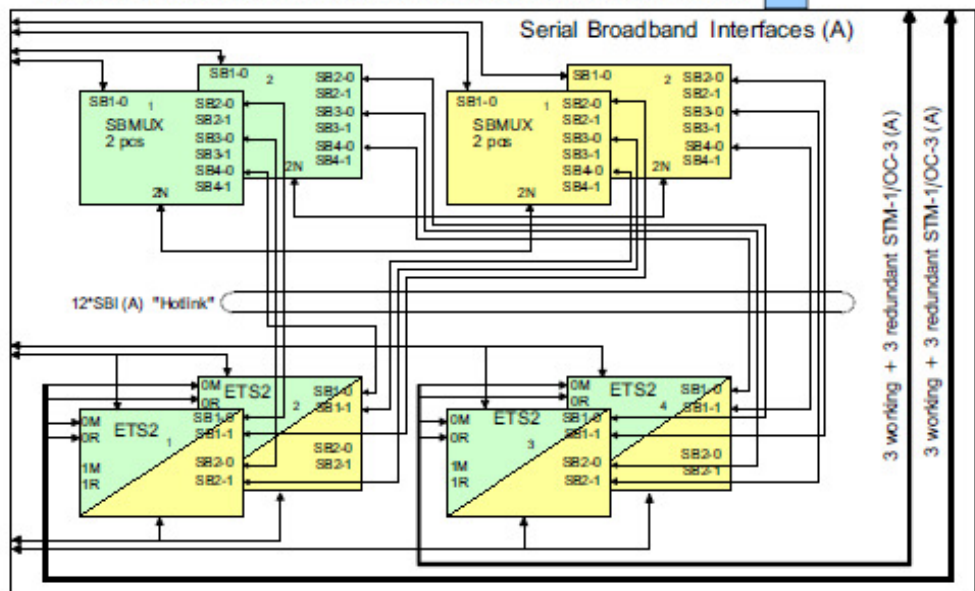 Serial Broadband Interfaces (A)
SB1-0
2
SB2-0
SB2-1
SB3-0
SB3-1
SB4-0
SB4-1
2N
SB1-0
1
SBMUX
2 pcs
SB2-0
SB2-1
SB3-0
SB3-1
SB4-0
SB4-1
2N
SB1-0
2
SB2-0
SB2-1
SB3-0
SB3-1
SB4-0
SB4-1
2N
SB1-0
1
SBMUX
2 pcs
SB2-0
SB2-1
SB3-0
SB3-1
SB4-0
SB4-1
2N
3 working + 3 redundant STM-1/OC-3 (A)
3 working + 3 redundant STM-1/OC-3 (A)
12*SBI (A) "Hotlink"
0M
0R
ETS2
2
SB1-0
SB1-1
SB2-0
SB2-1
0M
0R
ETS2
1
1M
1R
SB1-0
SB1-1
SB2-0
SB2-1
0M
0R
ETS2
4
SB1-0
SB1-1
SB2-0
SB2-1
0M
0R
ETS2
3
1M
1R
SB1-0
SB1-1
SB2-0
SB2-1